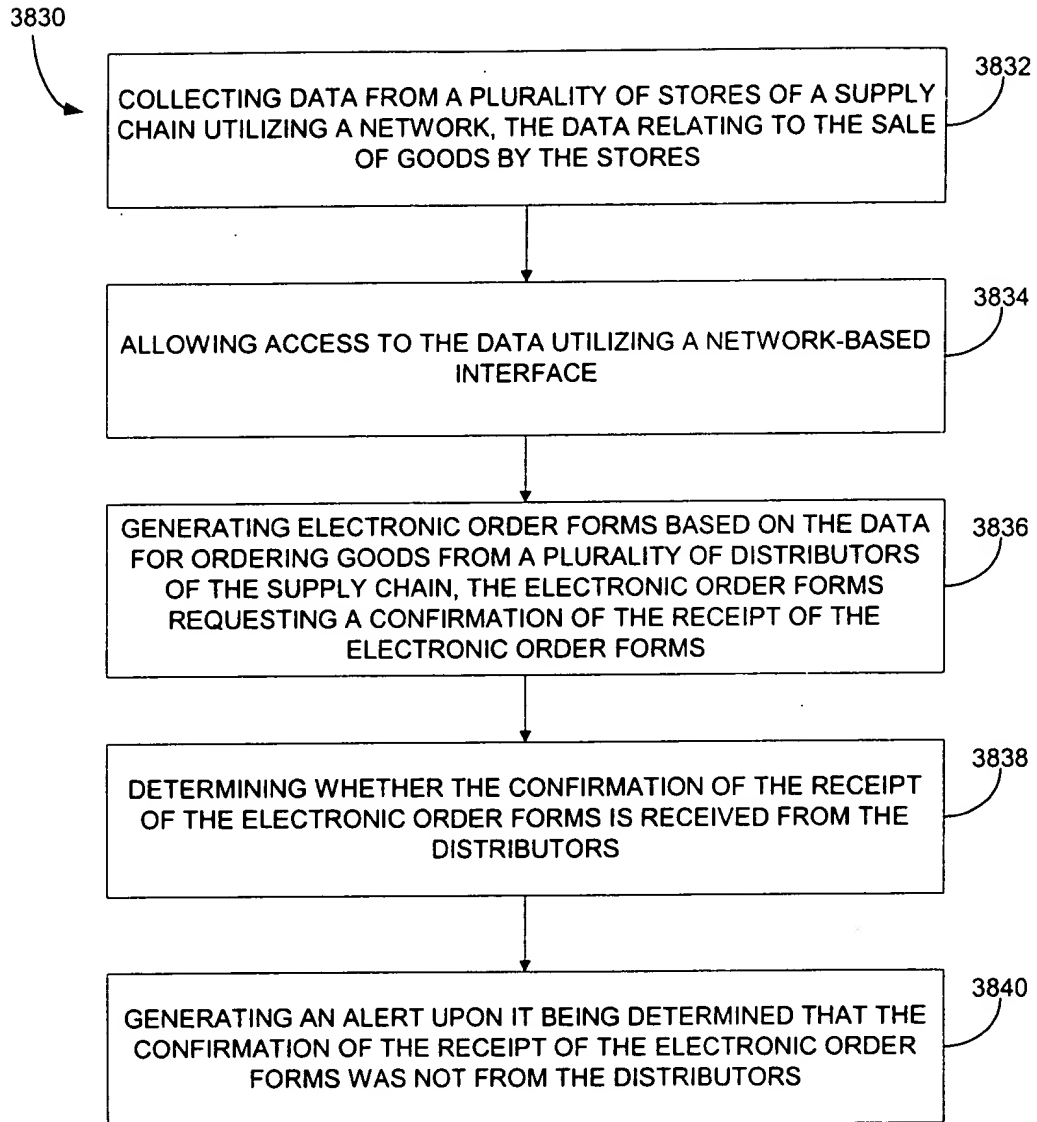 3830
COLLECTING DATA FROM A PLURALITY OF STORES OF A SUPPLY
CHAIN UTILIZING A NETWORK, THE DATA RELATING TO THE SALE
OF GOODS BY THE STORES
3832
ALLOWING ACCESS TO THE DATA UTILIZING A NETWORK-BASED
INTERFACE
3834
GENERATING ELECTRONIC ORDER FORMS BASED ON THE DATA
FOR ORDERING GOODS FROM A PLURALITY OF DISTRIBUTORS
OF THE SUPPLY CHAIN, THE ELECTRONIC ORDER FORMS
REQUESTING A CONFIRMATION OF THE RECEIPT OF THE
ELECTRONIC ORDER FORMS
3836
DETERMINING WHETHER THE CONFIRMATION OF THE RECEIPT
OF THE ELECTRONIC ORDER FORMS IS RECEIVED FROM THE
DISTRIBUTORS
3838
GENERATING AN ALERT UPON IT BEING DETERMINED THAT THE
CONFIRMATION OF THE RECEIPT OF THE ELECTRONIC ORDER
FORMS WAS NOT FROM THE DISTRIBUTORS
3840